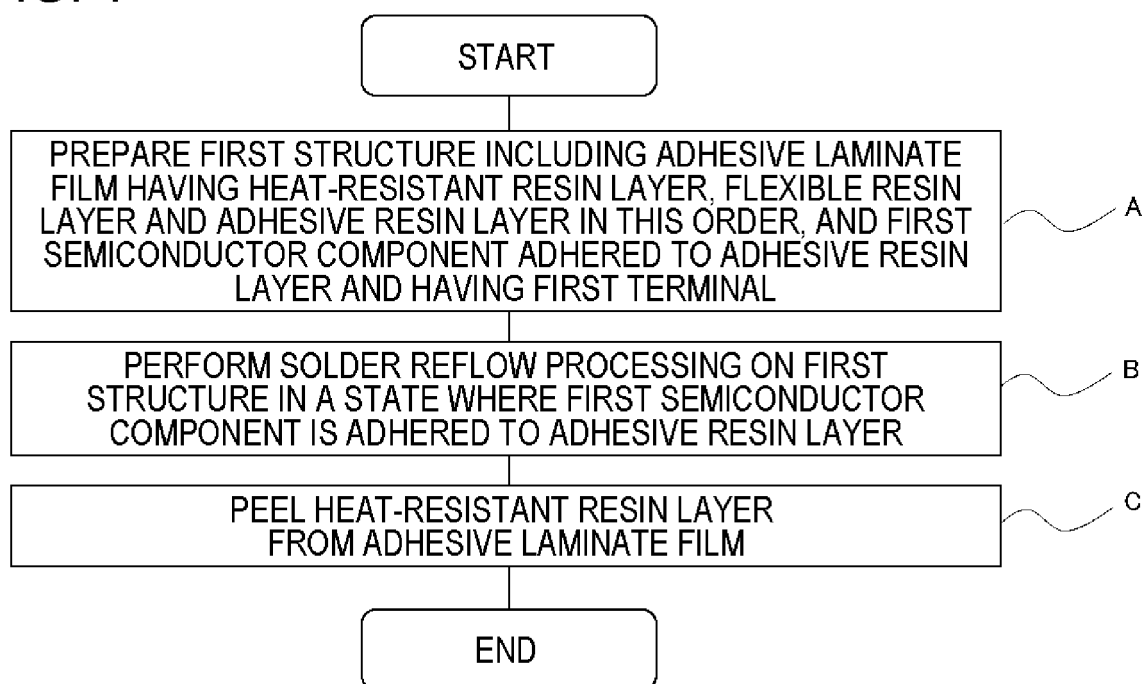 START
PREPARE FIRST STRUCTURE INCLUDING ADHESIVE LAMINATE
FILM HAVING HEAT-RESISTANT RESIN LAYER, FLEXIBLE RESIN
LAYER AND ADHESIVE RESIN LAYER IN THIS ORDER, AND FIRST
SEMICONDUCTOR COMPONENT ADHERED TO ADHESIVE RESIN
LAYER AND HAVING FIRST TERMINAL
A
PERFORM SOLDER REFLOW PROCESSING ON FIRST
STRUCTURE IN A STATE WHERE FIRST SEMICONDUCTOR
COMPONENT IS ADHERED TO ADHESIVE RESIN LAYER
B
PEEL HEAT-RESISTANT RESIN LAYER
FROM ADHESIVE LAMINATE FILM
C
END